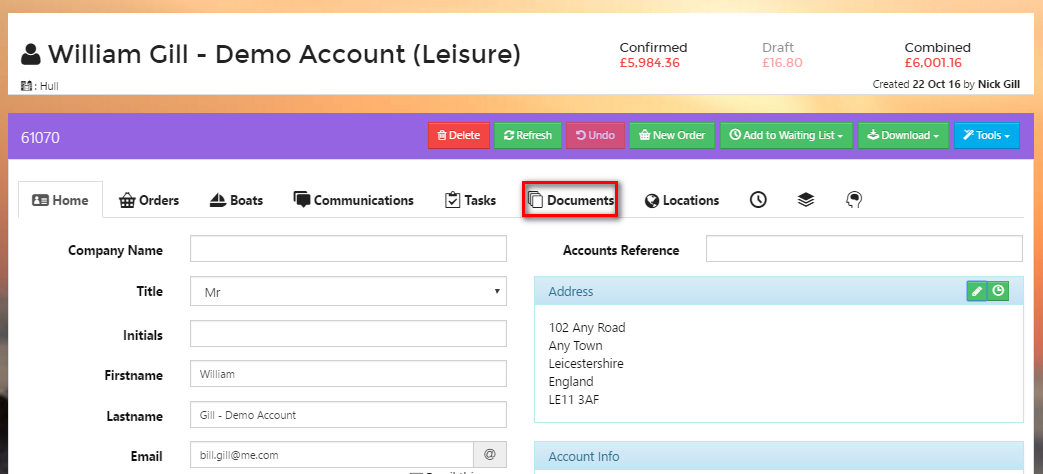 William Gill - Demo Account (Leisure)
Confirmed
£5,984.36
Draft
£16.80
Combined
£6,001.16
: Hull
Created 22 Oct 16 by Nick Gill
61070
Delete
Refresh
Undo
New Order
Add to Waiting List
Download
Tools
Home
Orders
Boats
Communications
Tasks
Documents
Locations
Company Name
Accounts Reference
Title
Mr
Address
Initials
102 Any Road
Any Town
Leicestershire
England
LE11 3AF
Firstname
William
Lastname
Gill - Demo Account
Email
bill.gill@me.com
@
Account Info